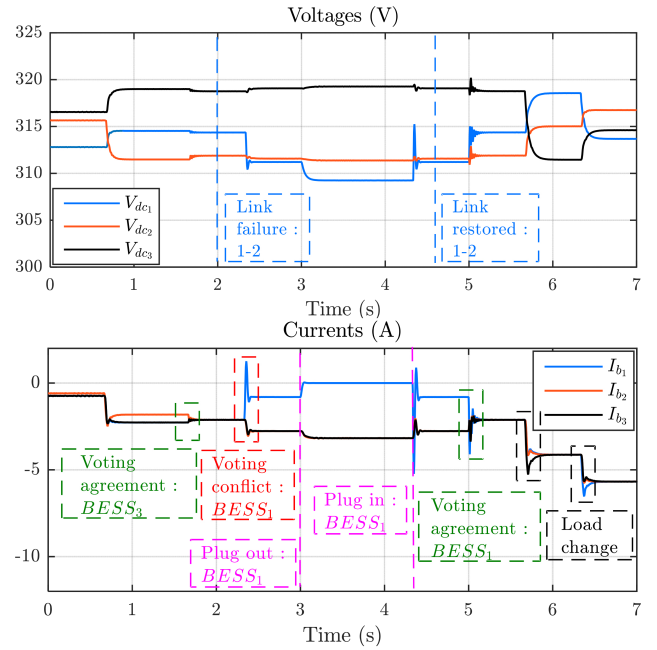 Voltages (V)
325
320
315
310
305
300
V_{dc_1}
V_{dc_2}
V_{dc_3}
Link
failure :
1-2
Link
restored :
1-2
0 1 2 3 4 5 6 7
Time (s)
Currents (A)
0
-5
-10
I_{b_1}
I_{b_2}
I_{b_3}
Voting
agreement :
BESS_3
Voting
conflict :
BESS_1
Plug out :
BESS_1
Plug in :
BESS_1
Voting
agreement :
BESS_1
Load
change
0 1 2 3 4 5 6 7
Time (s)